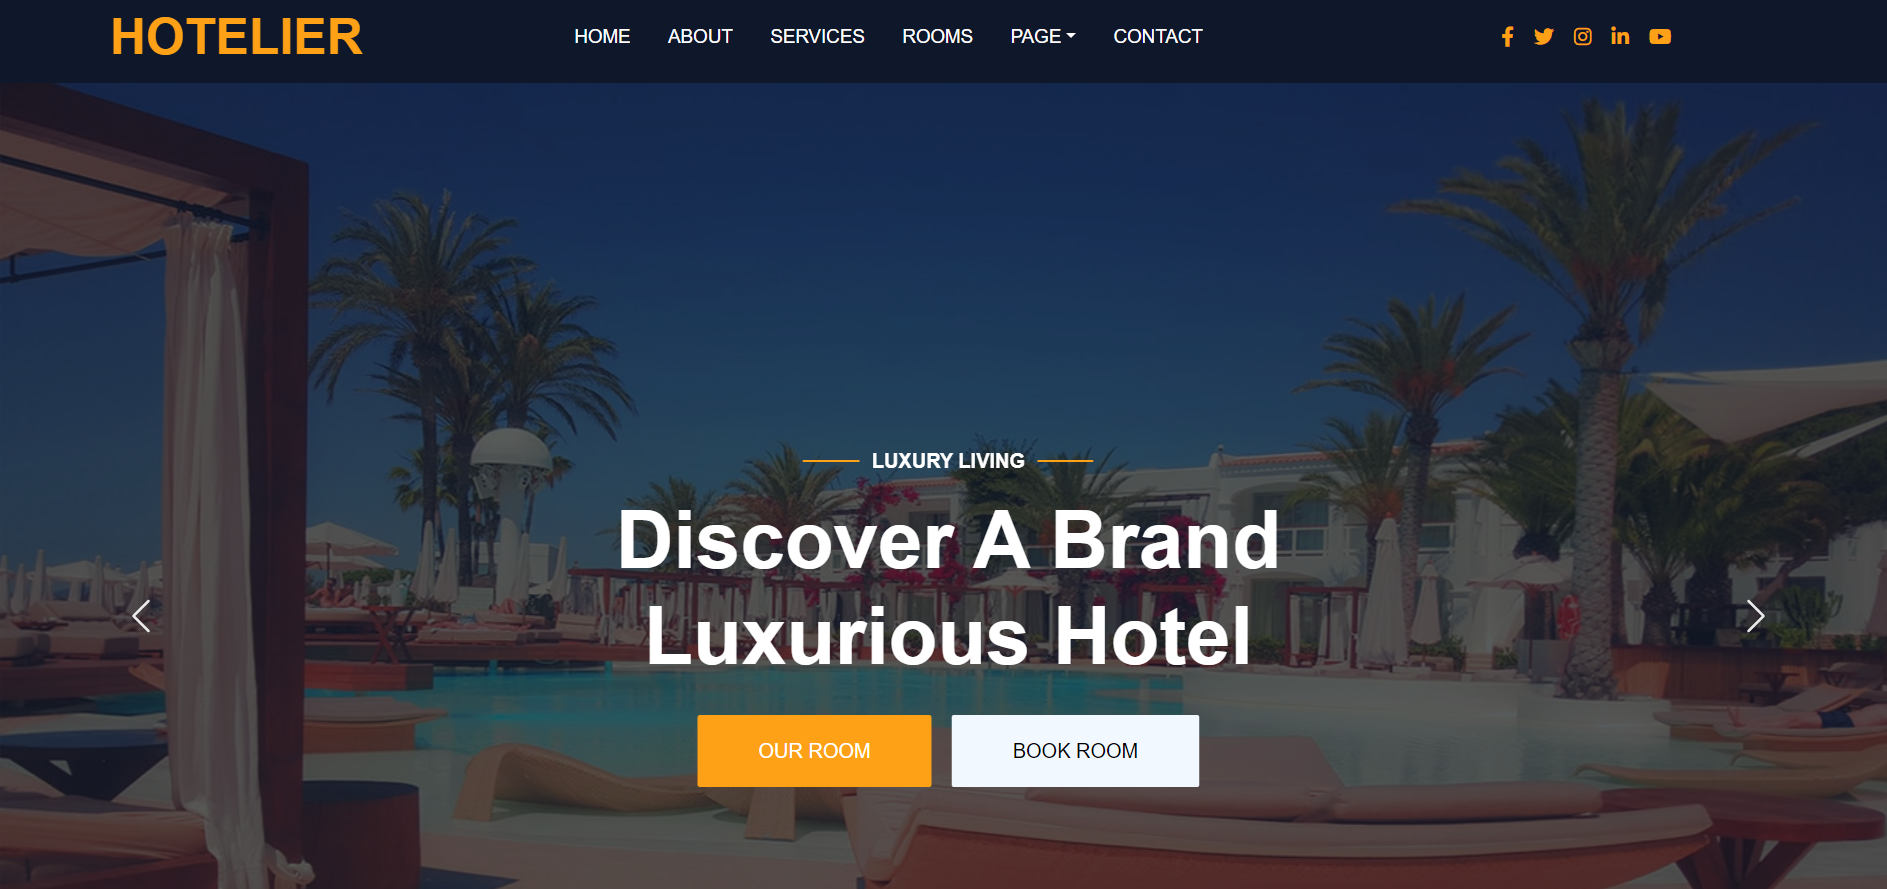 HOTELIER
HOME ABOUT SERVICES ROOMS PAGE CONTACT
LUXURY LIVING
Discover A Brand
Luxurious Hotel
OUR ROOM BOOK ROOM